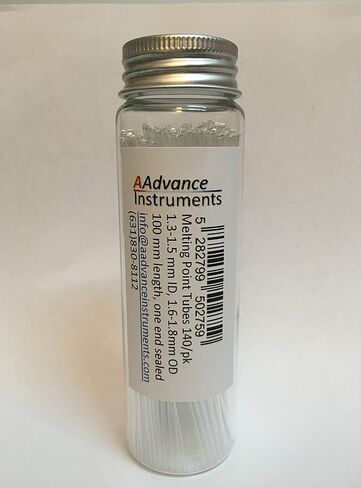 AAdvance
Instruments
5 282799 502759
Melting Point Tubes 140/pk
1.3-1.5 mm ID, 1.6-1.8mm OD
100 mm length, one end sealed
info@aadvanceinstruments.com
(631)830-8112